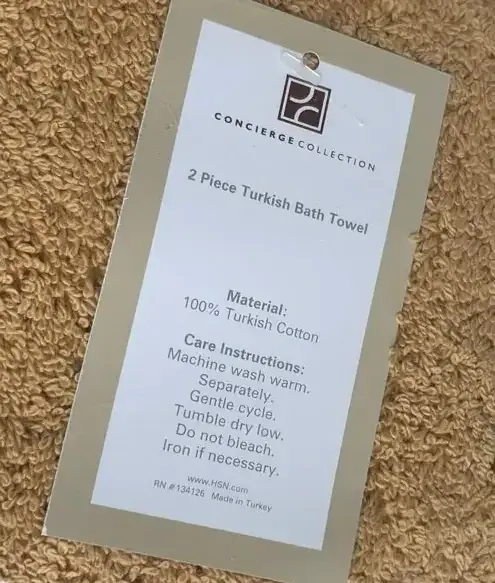 CONCIERGE COLLECTION
2 Piece Turkish Bath Towel
Material:
100% Turkish Cotton
Care Instructions:
Machine wash warm.
Separately.
Gentle cycle.
Tumble dry low.
Do not bleach.
Iron if necessary.
www.HSN.com
RN #134126 Made in Turkey